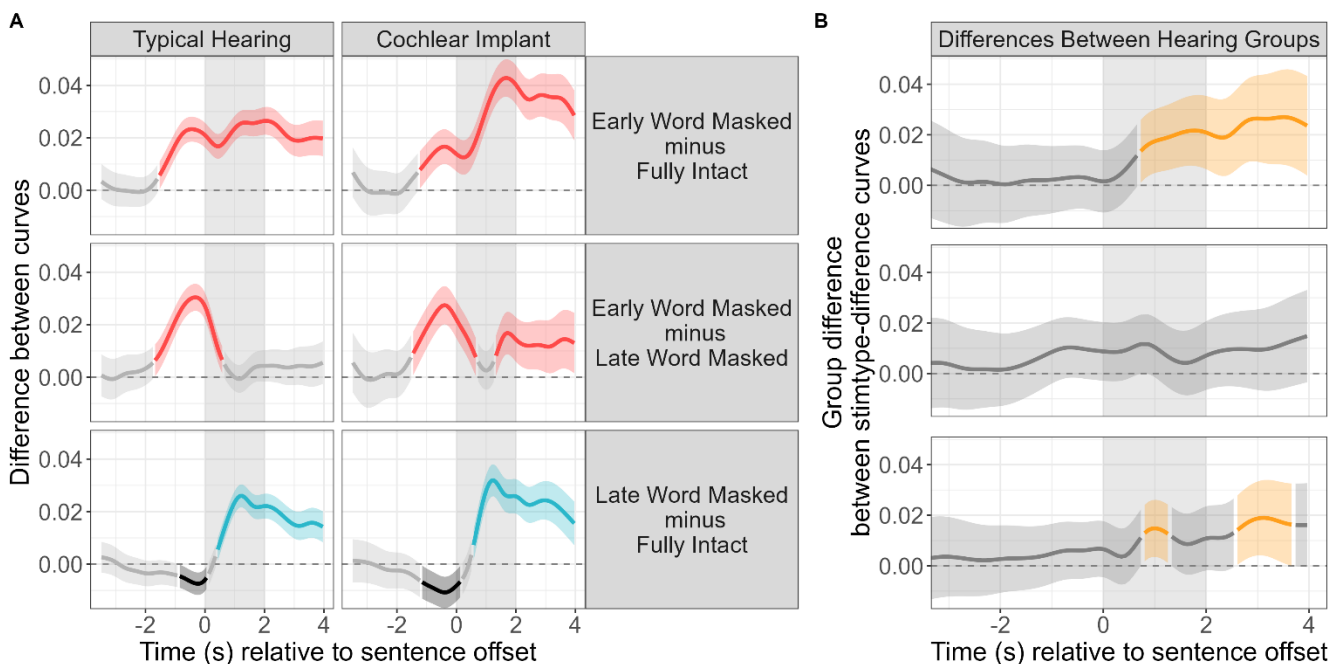 A
Typical Hearing
Cochlear Implant
Difference between curves
0.04
0.02
0.00
Early Word Masked
minus
Fully Intact
0.04
0.02
0.00
Early Word Masked
minus
Late Word Masked
0.04
0.02
0.00
Late Word Masked
minus
Fully Intact
-2 0 2 4
-2 0 2 4
Time (s) relative to sentence offset
B
Differences Between Hearing Groups
Group difference
between stimtype-difference curves
0.04
0.02
0.00
0.04
0.02
0.00
0.04
0.02
0.00
-2 0 2 4
Time (s) relative to sentence offset